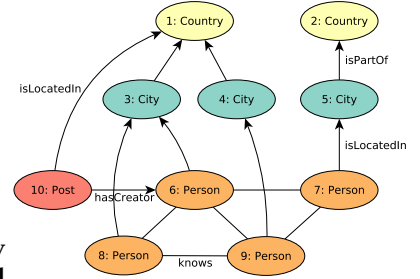 1: Country
2: Country
isPartOf
isLocatedIn
3: City
4: City
5: City
isLocatedIn
10: Post
hasCreator
6: Person
7: Person
8: Person
knows
9: Person
y